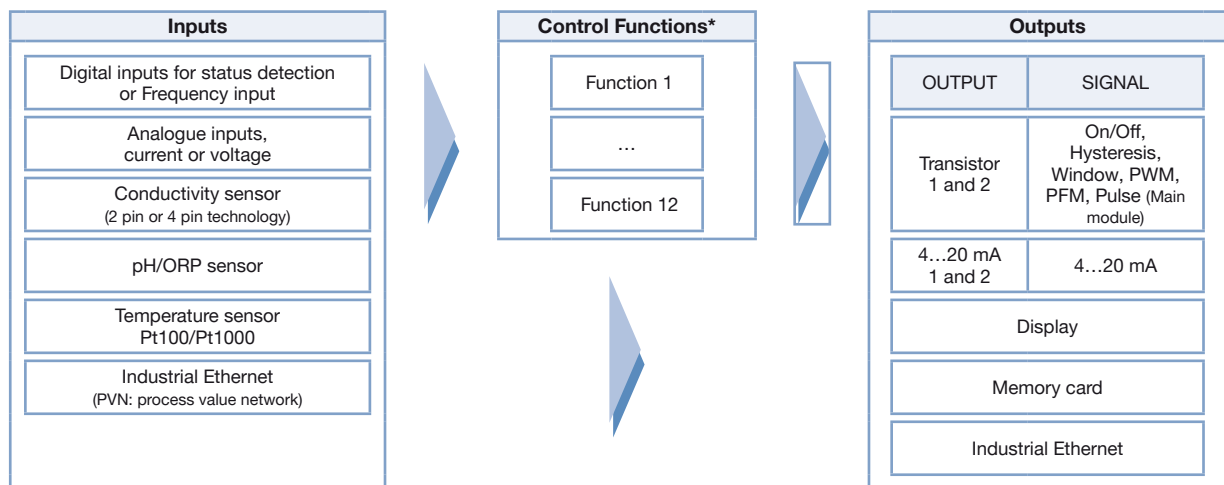 Inputs
Digital inputs for status detection
or Frequency input
Analogue inputs,
current or voltage
Conductivity sensor
(2 pin or 4 pin technology)
pH/ORP sensor
Temperature sensor
Pt100/Pt1000
Industrial Ethernet
(PVN: process value network)
Control Functions*
Function 1
...
Function 12
Outputs
OUTPUT
SIGNAL
Transistor
1 and 2
On/Off,
Hysteresis,
Window, PWM,
PFM, Pulse (Main
module)
4…20 mA
1 and 2
4…20 mA
Display
Memory card
Industrial Ethernet